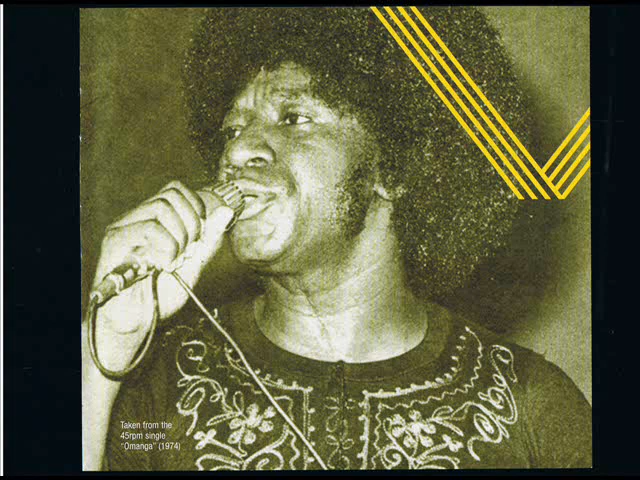 Taken from the
45rpm single
"Omanga" (1974)